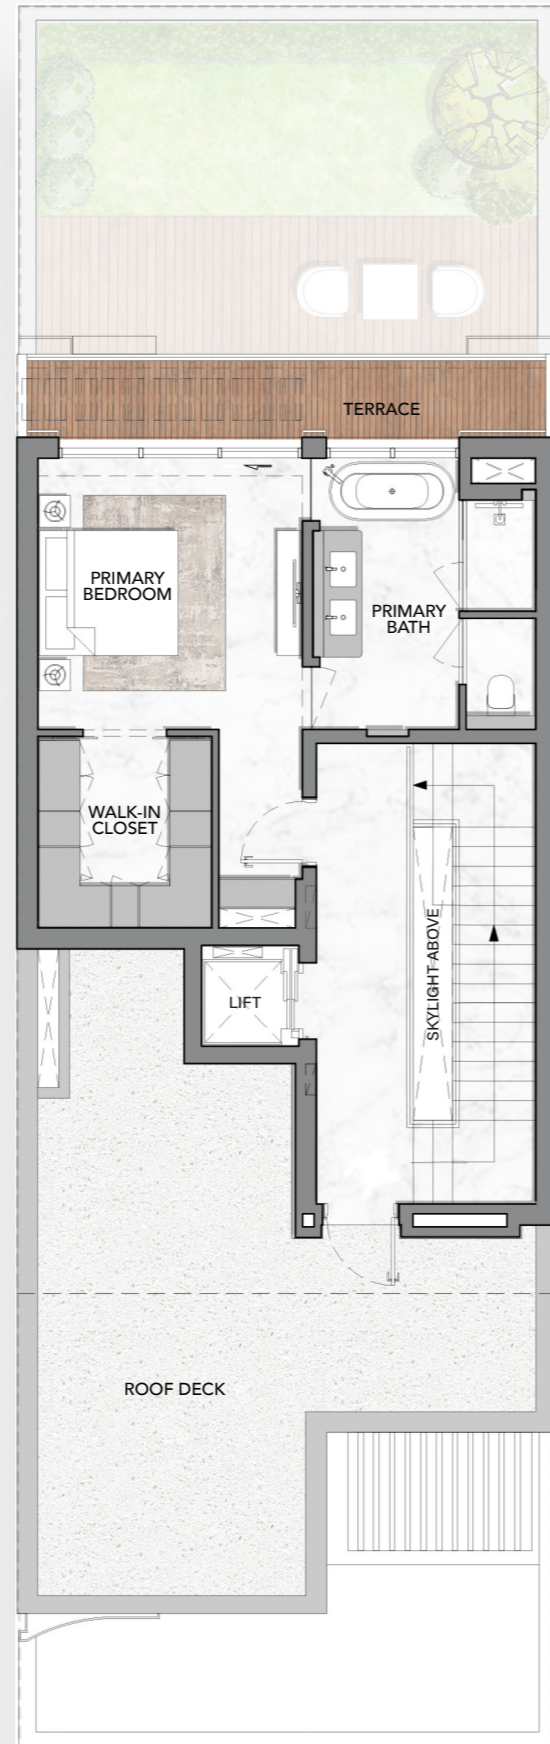 TERRACE
PRIMARY
BEDROOM
PRIMARY
BATH
WALK-IN
CLOSET
SKYLIGHT ABOVE
LIFT
ROOF DECK